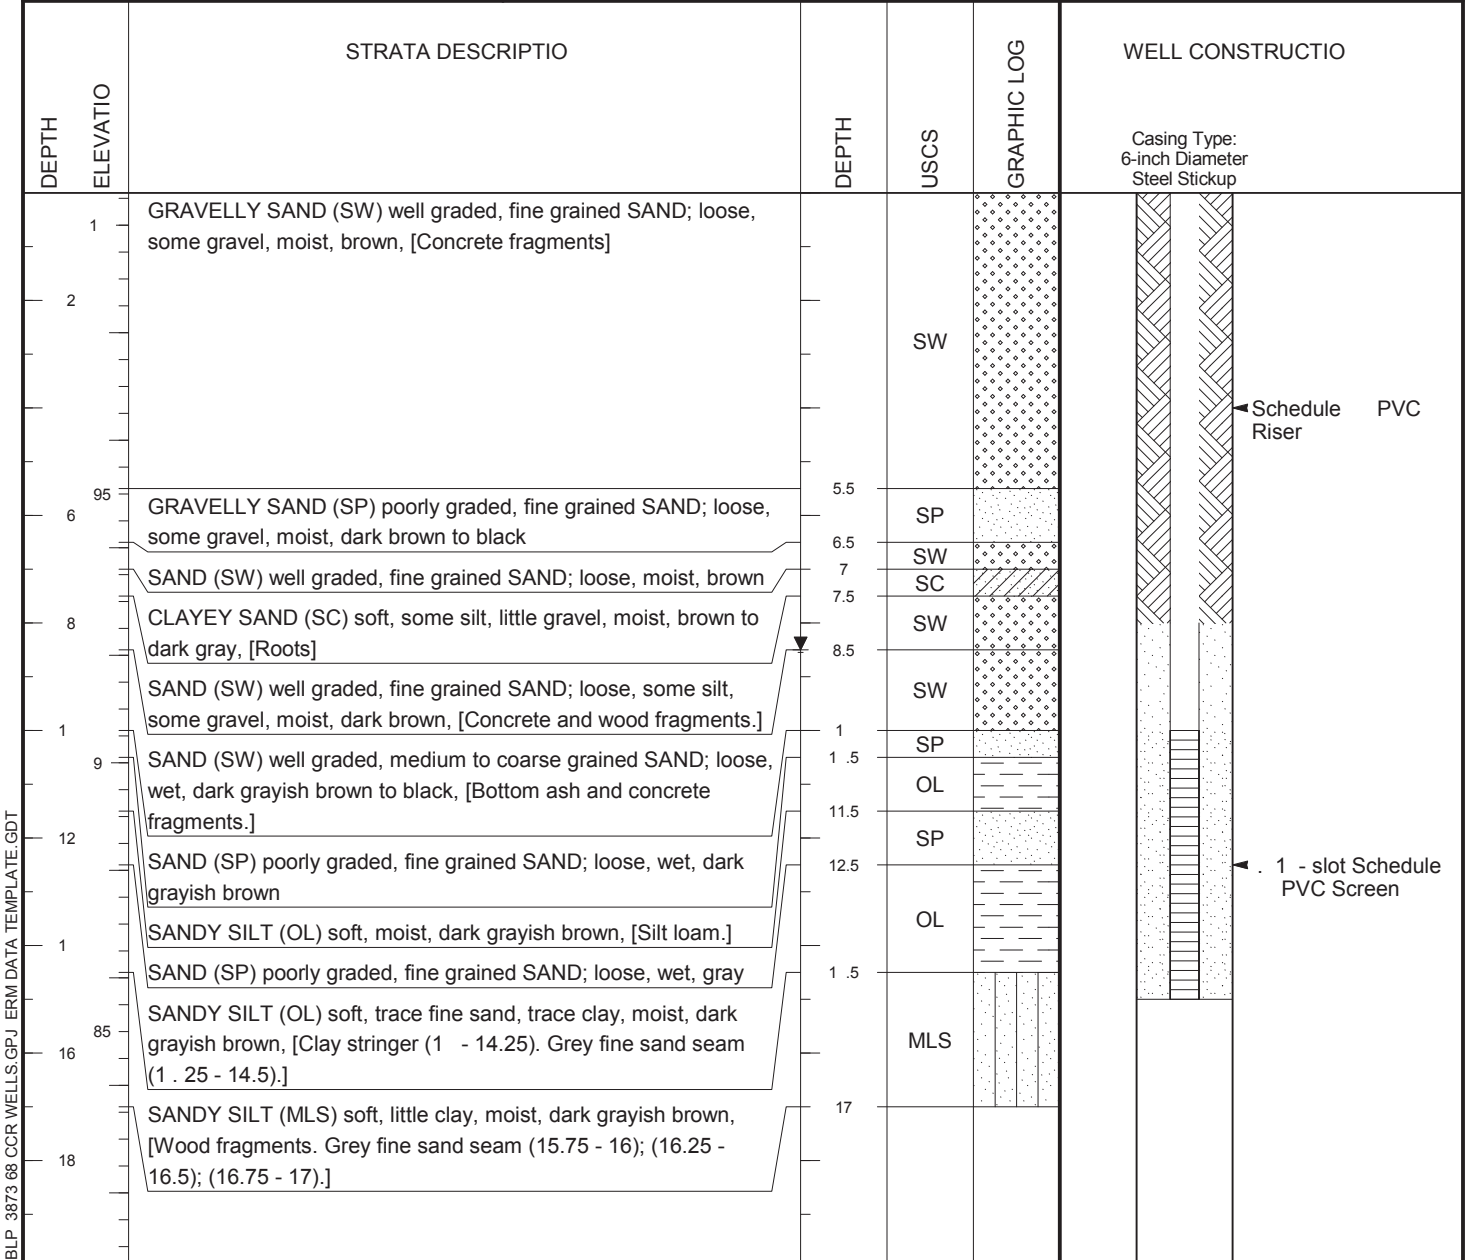 STRATA DESCRIPTIO
WELL CONSTRUCTIO
DEPTH
ELEVATIO
DEPTH
USCS
GRAPHIC LOG
Casing Type:
6-inch Diameter
Steel Stickup
GRAVELLY SAND (SW) well graded, fine grained SAND; loose,
some gravel, moist, brown, [Concrete fragments]
1
2
SW
Schedule PVC
Riser
95
5.5
GRAVELLY SAND (SP) poorly graded, fine grained SAND; loose,
some gravel, moist, dark brown to black
6
SP
6.5
SW
7
SAND (SW) well graded, fine grained SAND; loose, moist, brown
SC
7.5
CLAYEY SAND (SC) soft, some silt, little gravel, moist, brown to
dark gray, [Roots]
8
SW
8.5
SAND (SW) well graded, fine grained SAND; loose, some silt,
some gravel, moist, dark brown, [Concrete and wood fragments.]
SW
1
1
SP
SAND (SW) well graded, medium to coarse grained SAND; loose,
wet, dark grayish brown to black, [Bottom ash and concrete
fragments.]
9
1 .5
OL
11.5
12
SP
SAND (SP) poorly graded, fine grained SAND; loose, wet, dark
grayish brown
12.5
. 1 - slot Schedule
PVC Screen
SANDY SILT (OL) soft, moist, dark grayish brown, [Silt loam.]
OL
1
SAND (SP) poorly graded, fine grained SAND; loose, wet, gray
1 .5
SANDY SILT (OL) soft, trace fine sand, trace clay, moist, dark
grayish brown, [Clay stringer (1 - 14.25). Grey fine sand seam
(1 . 25 - 14.5).]
85
16
MLS
17
SANDY SILT (MLS) soft, little clay, moist, dark grayish brown,
[Wood fragments. Grey fine sand seam (15.75 - 16); (16.25 -
16.5); (16.75 - 17).]
18
BLP 3873 68 CCR WELLS.GPJ ERM DATA TEMPLATE.GDT